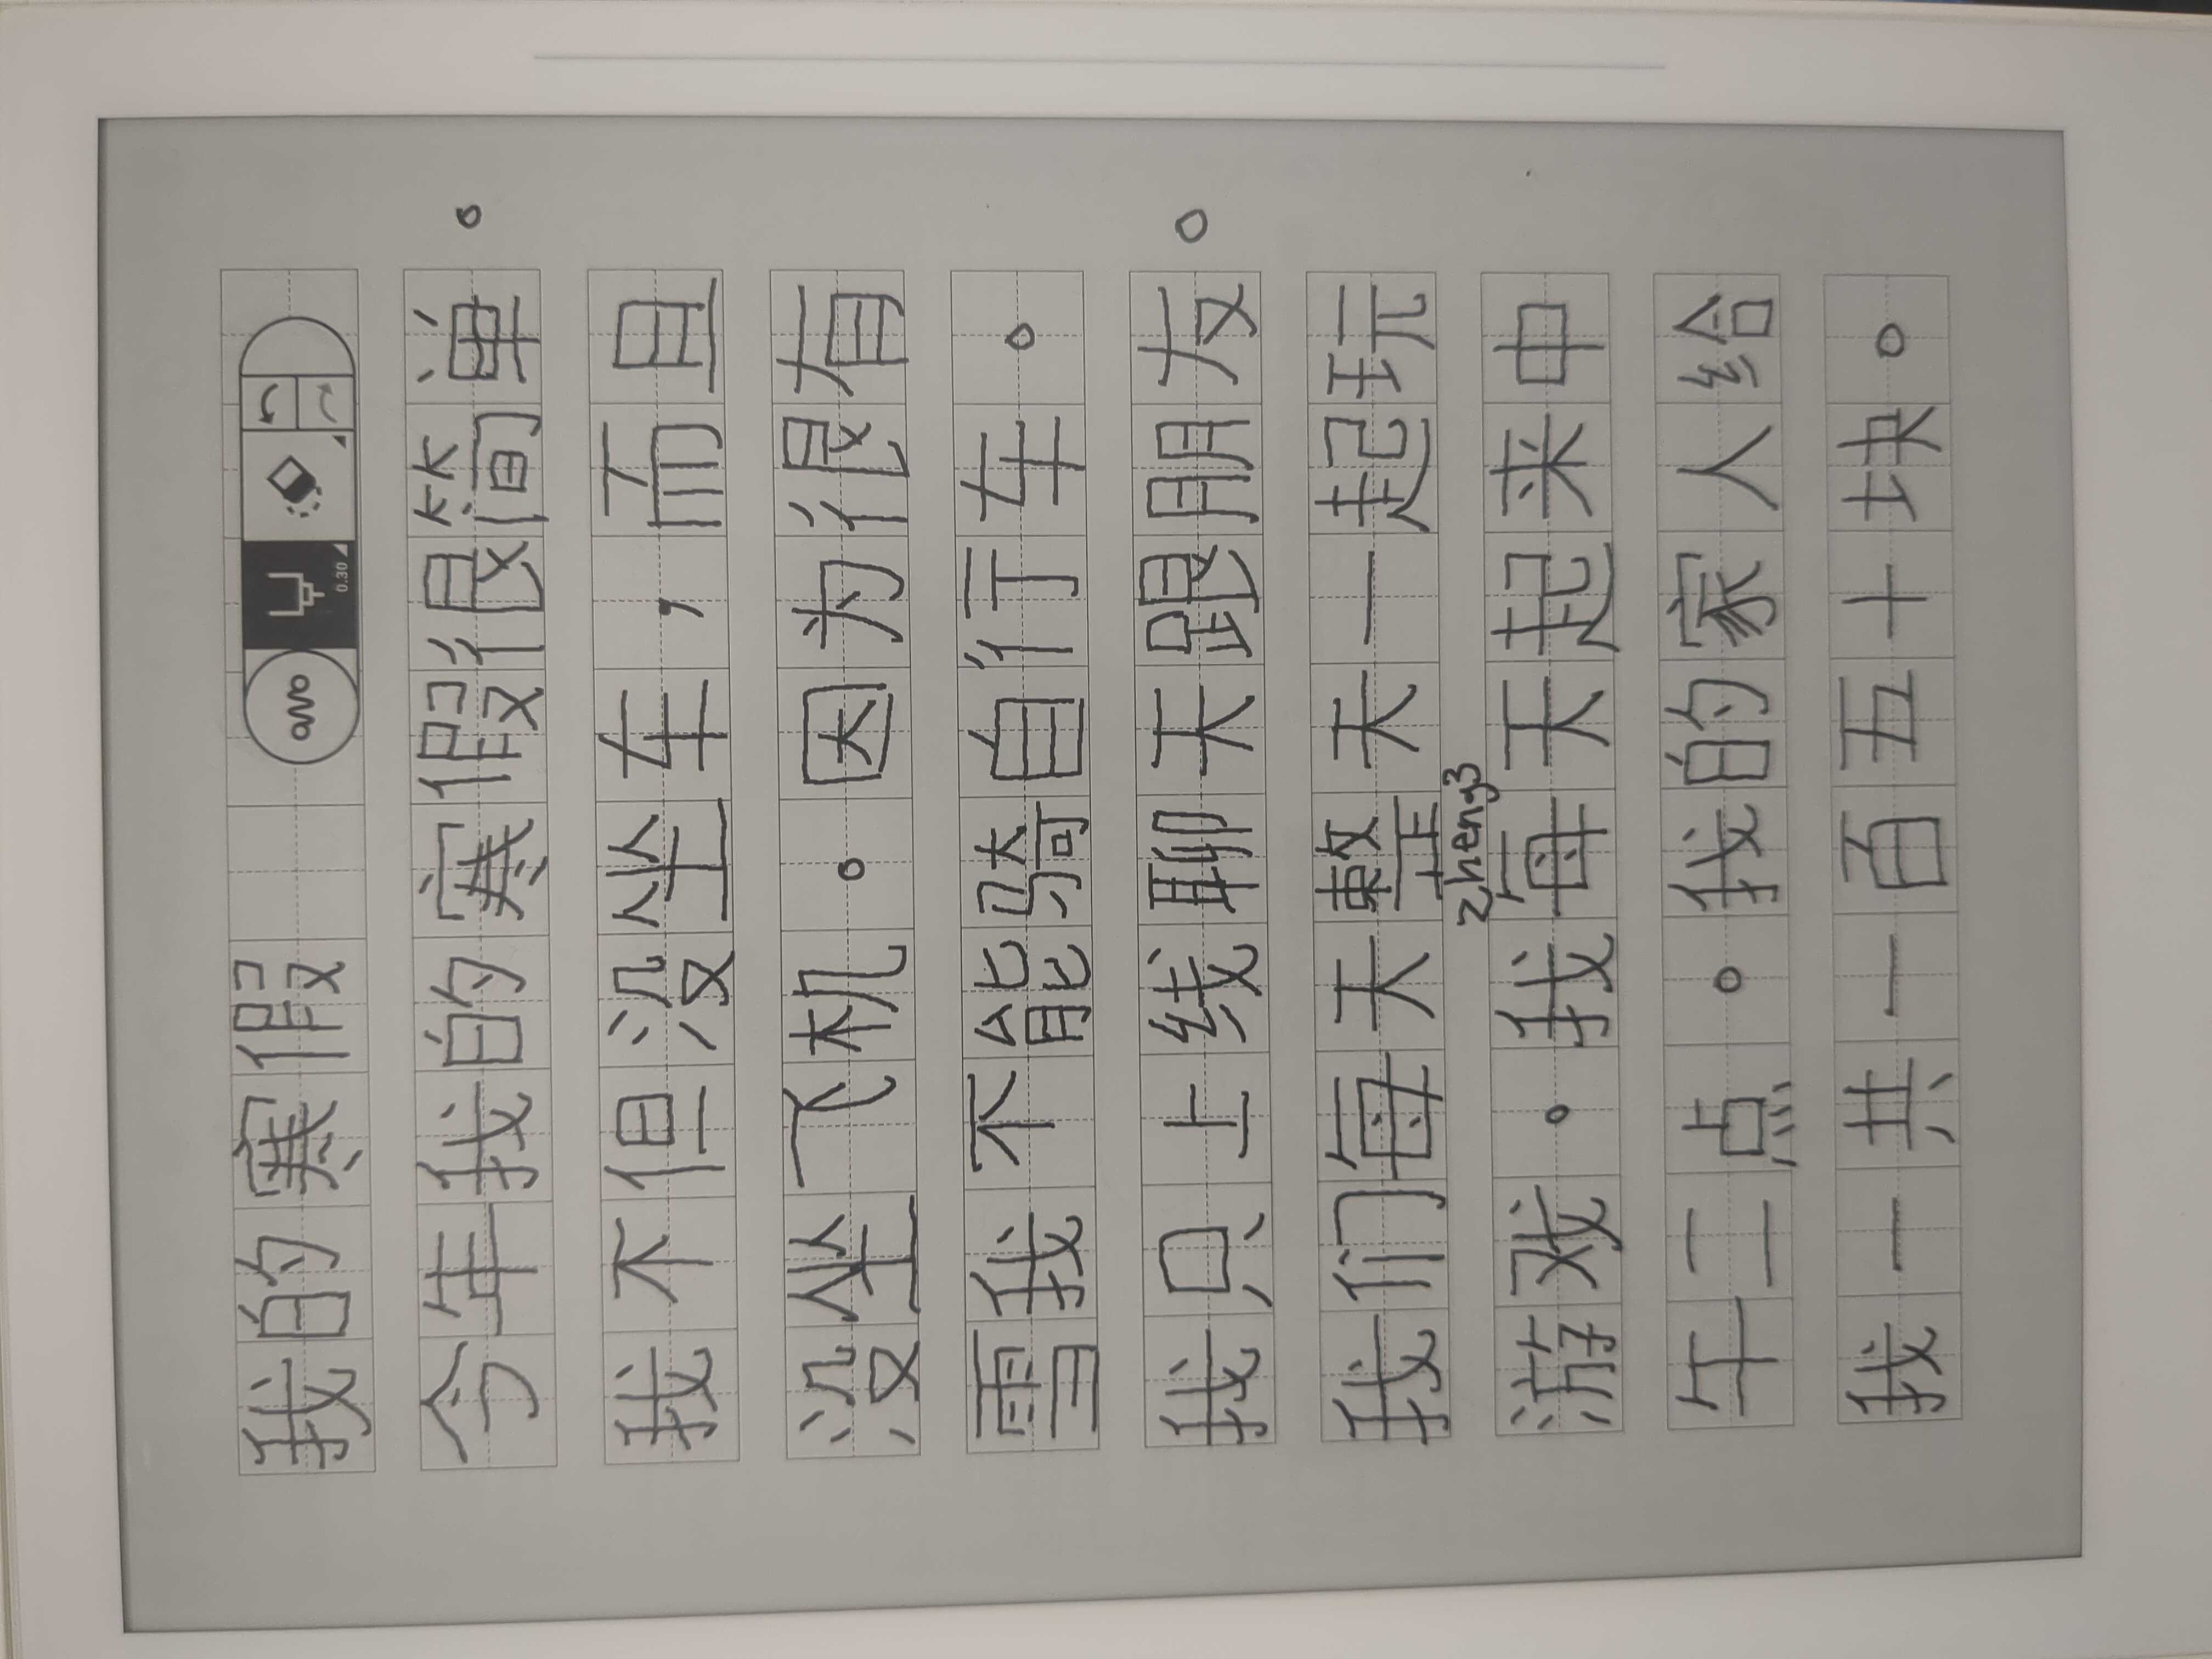 我的寒假
0.30
今年我的寒假很简单。
我不但没坐车,而且
没坐飞机。因为很有
雪我不能骑自行车。
我只上线聊天跟朋友。
我们每天整天一起玩
zheng3
游戏。我每天起来中
午二点。我的家人给
我一共一百五十块。